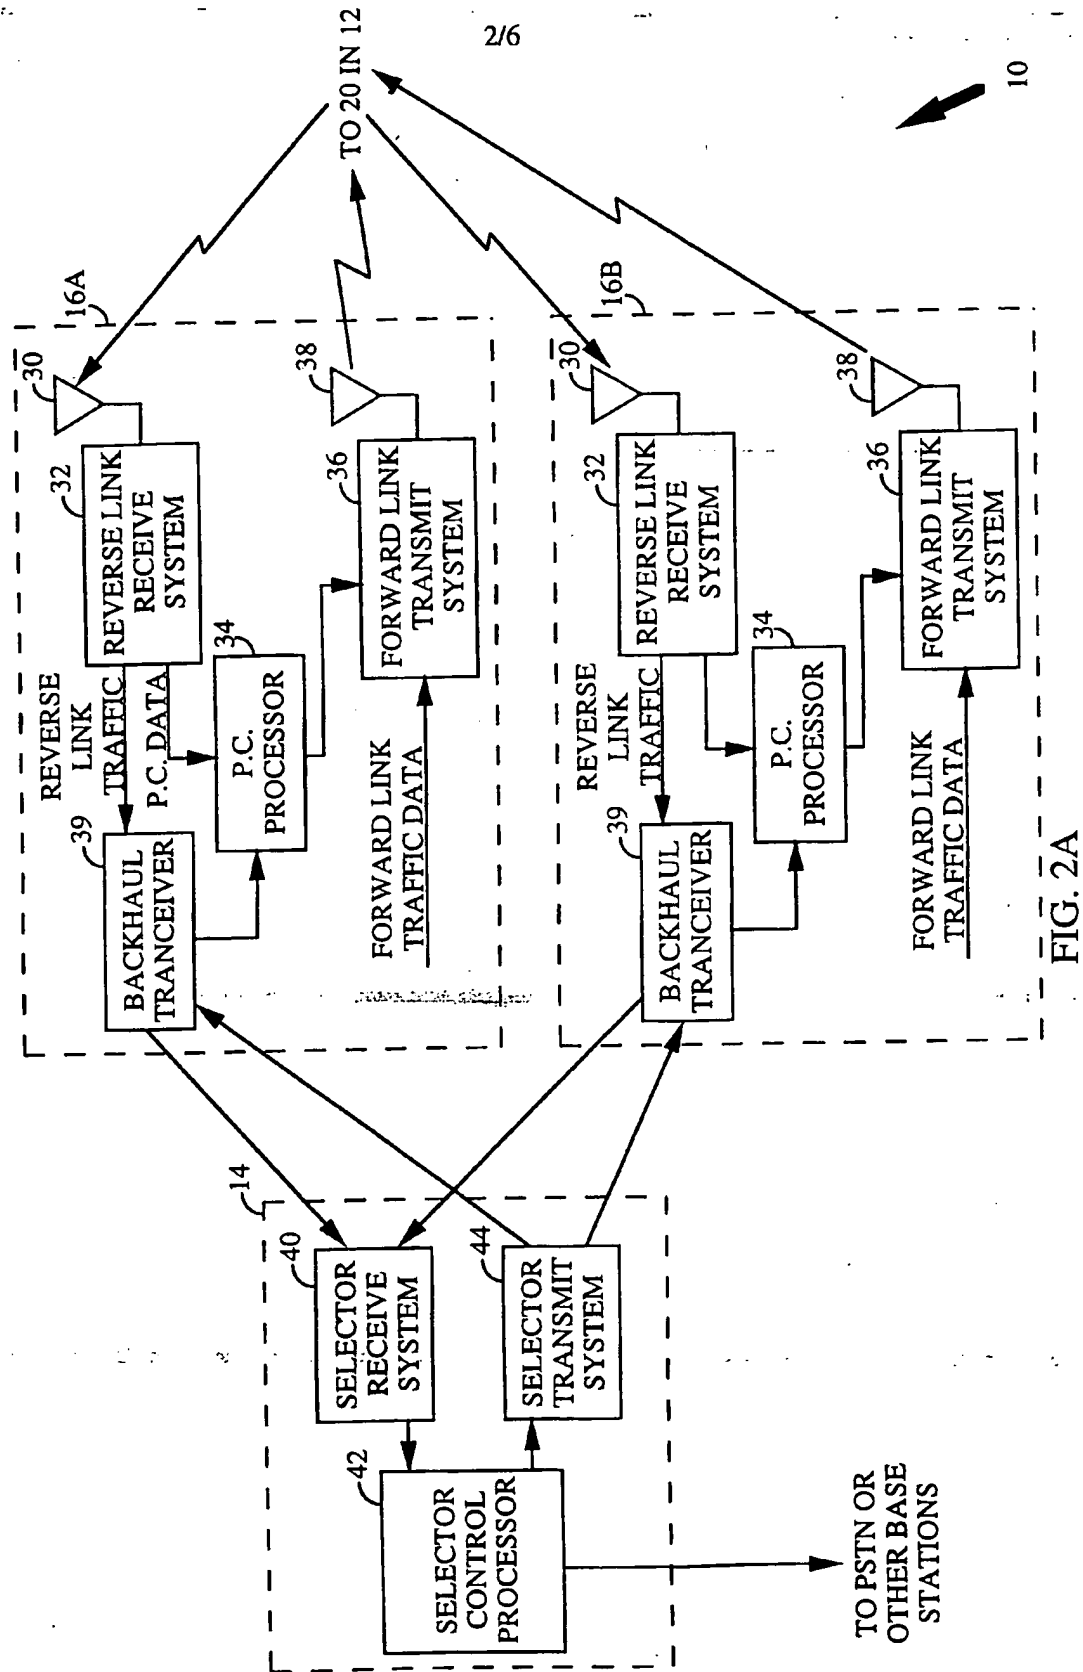 2/6
10
TO 20 IN 12
16A
30
32
REVERSE LINK
RECEIVE
SYSTEM
REVERSE
LINK
TRAFFIC
P.C. DATA
34
P.C.
PROCESSOR
38
36
FORWARD LINK
TRANSMIT
SYSTEM
FORWARD LINK
TRAFFIC DATA
39
BACKHAUL
TRANCEIVER
16B
30
32
REVERSE LINK
RECEIVE
SYSTEM
REVERSE
LINK
TRAFFIC
34
P.C.
PROCESSOR
38
36
FORWARD LINK
TRANSMIT
SYSTEM
FORWARD LINK
TRAFFIC DATA
39
BACKHAUL
TRANCEIVER
14
40
SELECTOR
RECEIVE
SYSTEM
44
SELECTOR
TRANSMIT
SYSTEM
42
SELECTOR
CONTROL
PROCESSOR
TO PSTN OR
OTHER BASE
STATIONS
FIG. 2A